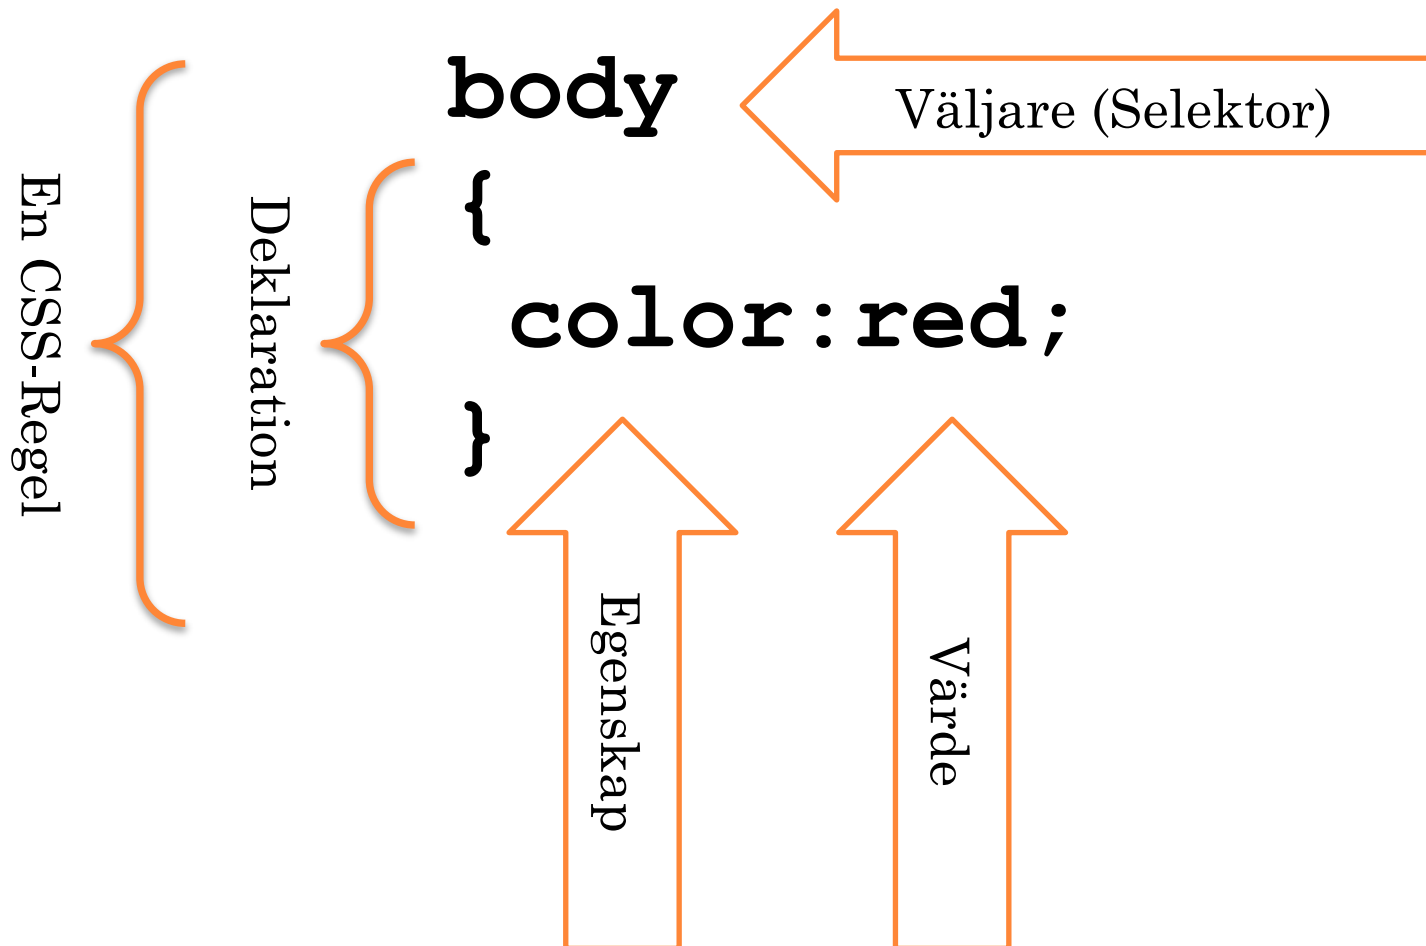 body
Väljare (Selektor)
{
color:red;
}
En CSS-Regel
Deklaration
Egenskap
Värde